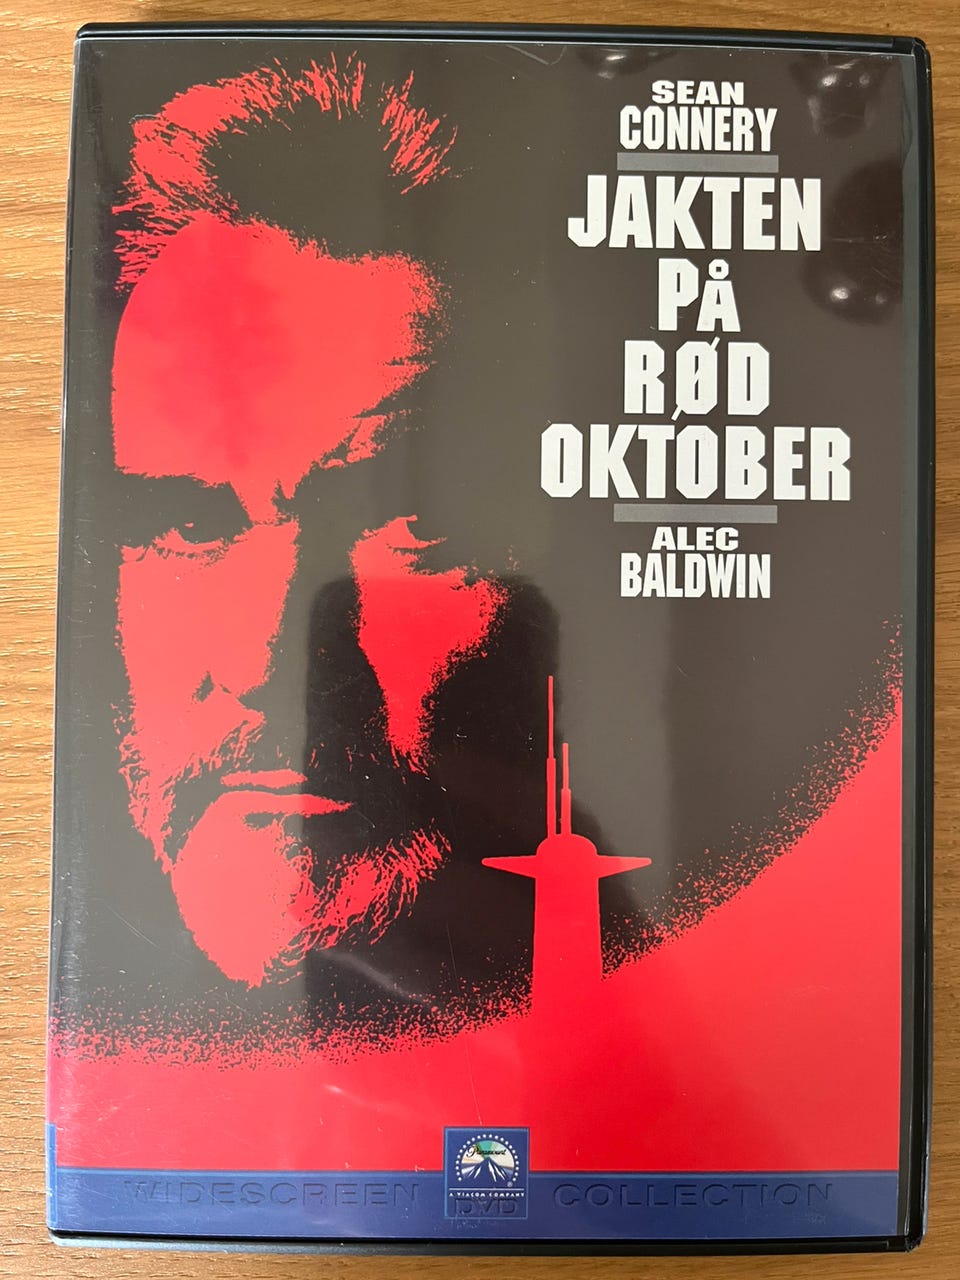 SEAN
CONNERY
JAKTEN
PÅ
RØD
OKTOBER
ALEC
BALDWIN
Paramount
A VIACOM COMPANY
WIDESCREEN DVD COLLECTION